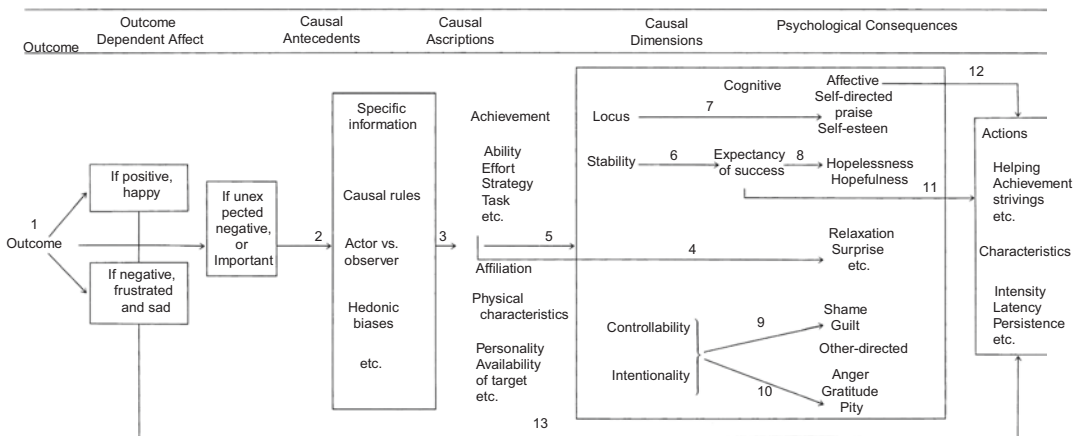 Outcome
Outcome
Dependent Affect
Causal
Antecedents
Causal
Ascriptions
Causal
Dimensions
Psychological Consequences
1
Outcome
If positive,
happy
If negative,
frustrated
and sad
If unex
pected
negative,
or
Important
2
Specific
information
Causal rules
Actor vs.
observer
Hedonic
biases
etc.
3
Achievement
Ability
Effort
Strategy
Task
etc.
Affiliation
Physical
characteristics
Personality
Availability
of target
etc.
5
4
13
Locus
7
Cognitive
Affective
Self-directed
praise
Self-esteen
12
Stability
6
Expectancy
of success
8
Hopelessness
Hopefulness
11
Relaxation
Surprise
etc.
Controllability
Intentionality
9
Shame
Guilt
Other-directed
10
Anger
Gratitude
Pity
Actions
Helping
Achievement
strivings
etc.
Characteristics
Intensity
Latency
Persistence
etc.